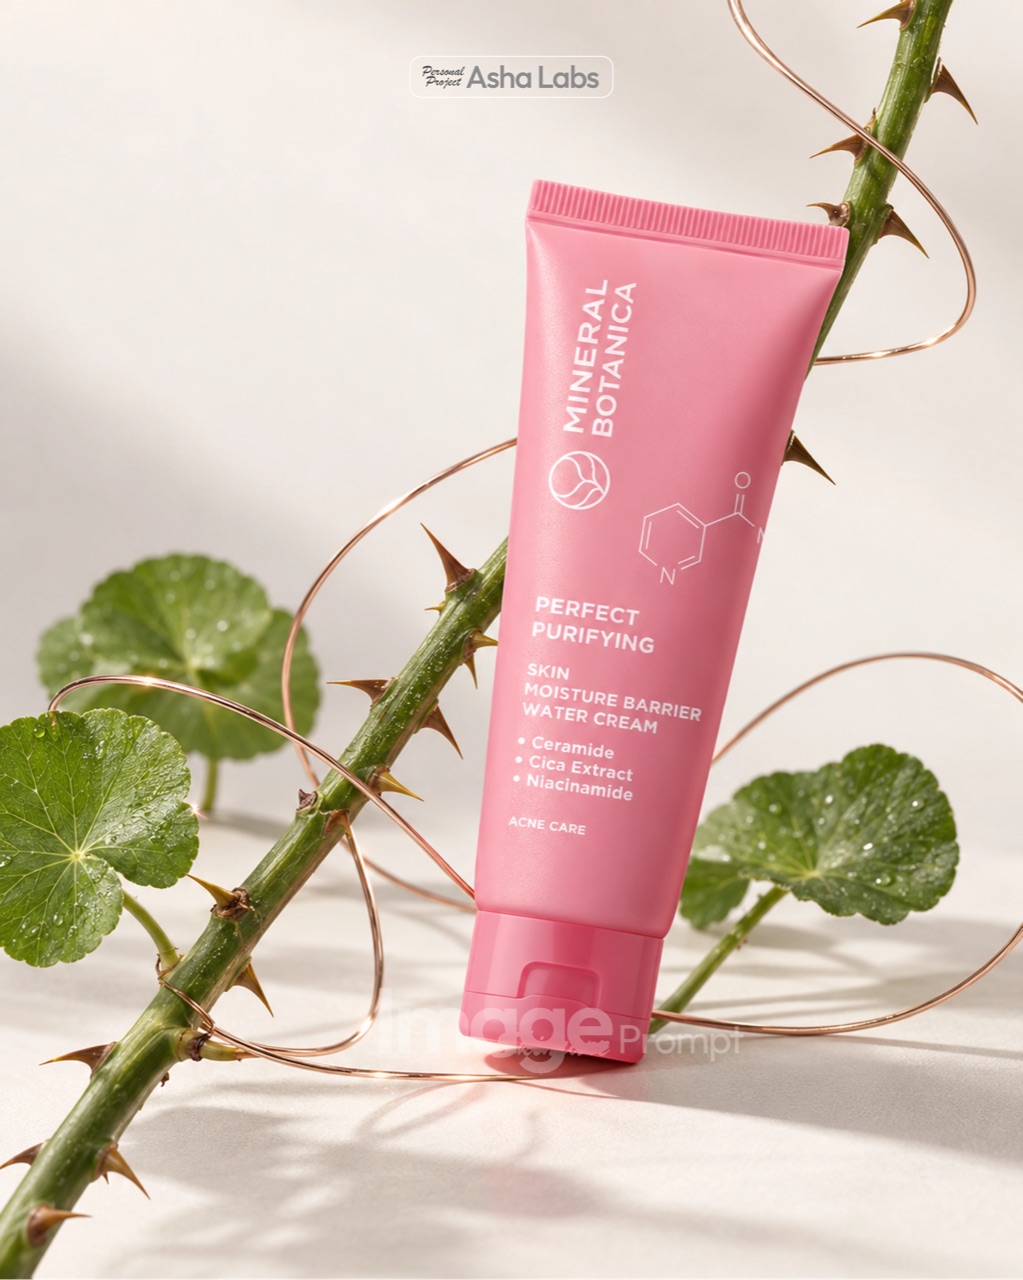 Personal
Project
Asha Labs
MINERAL
BOTANICA
O
N
N
PERFECT
PURIFYING
SKIN
MOISTURE BARRIER
WATER CREAM
• Ceramide
• Cica Extract
• Niacinamide
ACNE CARE
image Prompt